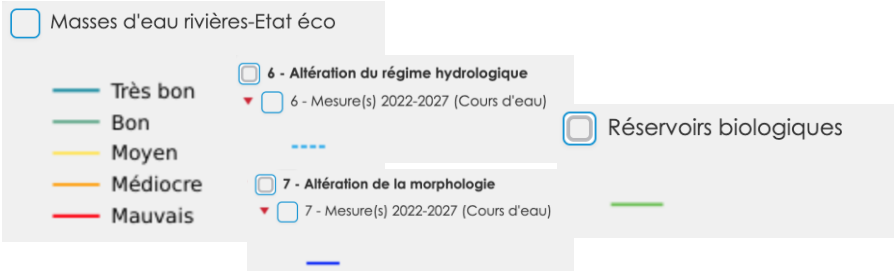 Masses d'eau rivières-Etat éco
Très bon
Bon
Moyen
Médiocre
Mauvais
6 - Altération du régime hydrologique
6 - Mesure(s) 2022-2027 (Cours d'eau)
7 - Altération de la morphologie
7 - Mesure(s) 2022-2027 (Cours d'eau)
Réservoirs biologiques